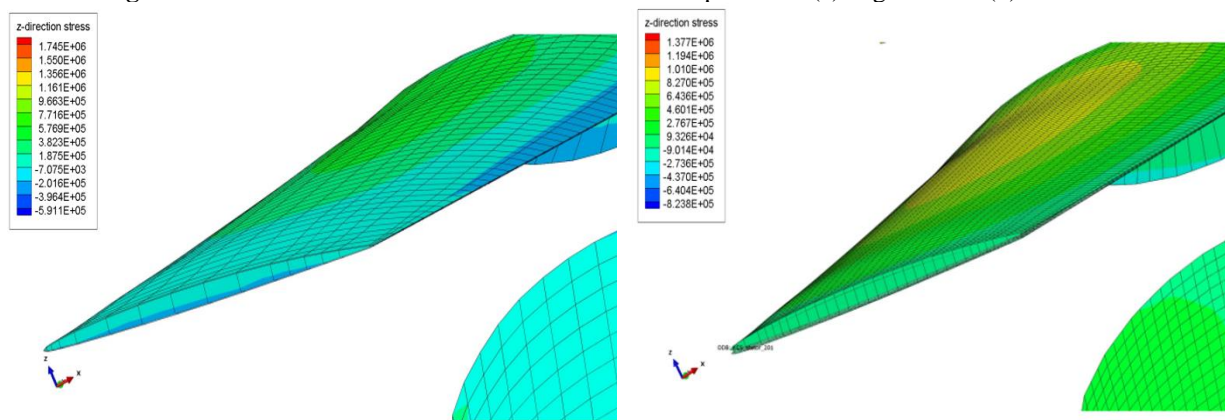 z-direction stress
1.745E+06
1.550E+06
1.356E+06
1.161E+06
9.663E+05
7.716E+05
5.769E+05
3.823E+05
1.875E+05
-7.075E+03
-2.016E+05
-3.964E+05
-5.911E+05
z
x
z-direction stress
1.377E+06
1.194E+06
1.010E+06
8.270E+05
6.436E+05
4.601E+05
2.767E+05
9.326E+04
-9.014E+04
-2.736E+05
-4.370E+05
-6.404E+05
-8.238E+05
z
x